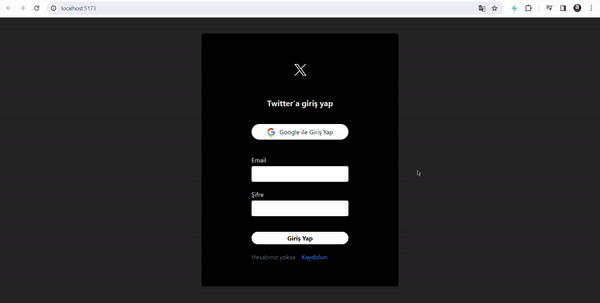 localhost:5173
Twitter'a giriş yap
Google ile Giriş Yap
Email
Şifre
Giriş Yap
Hesabınız yoksa Kaydolun